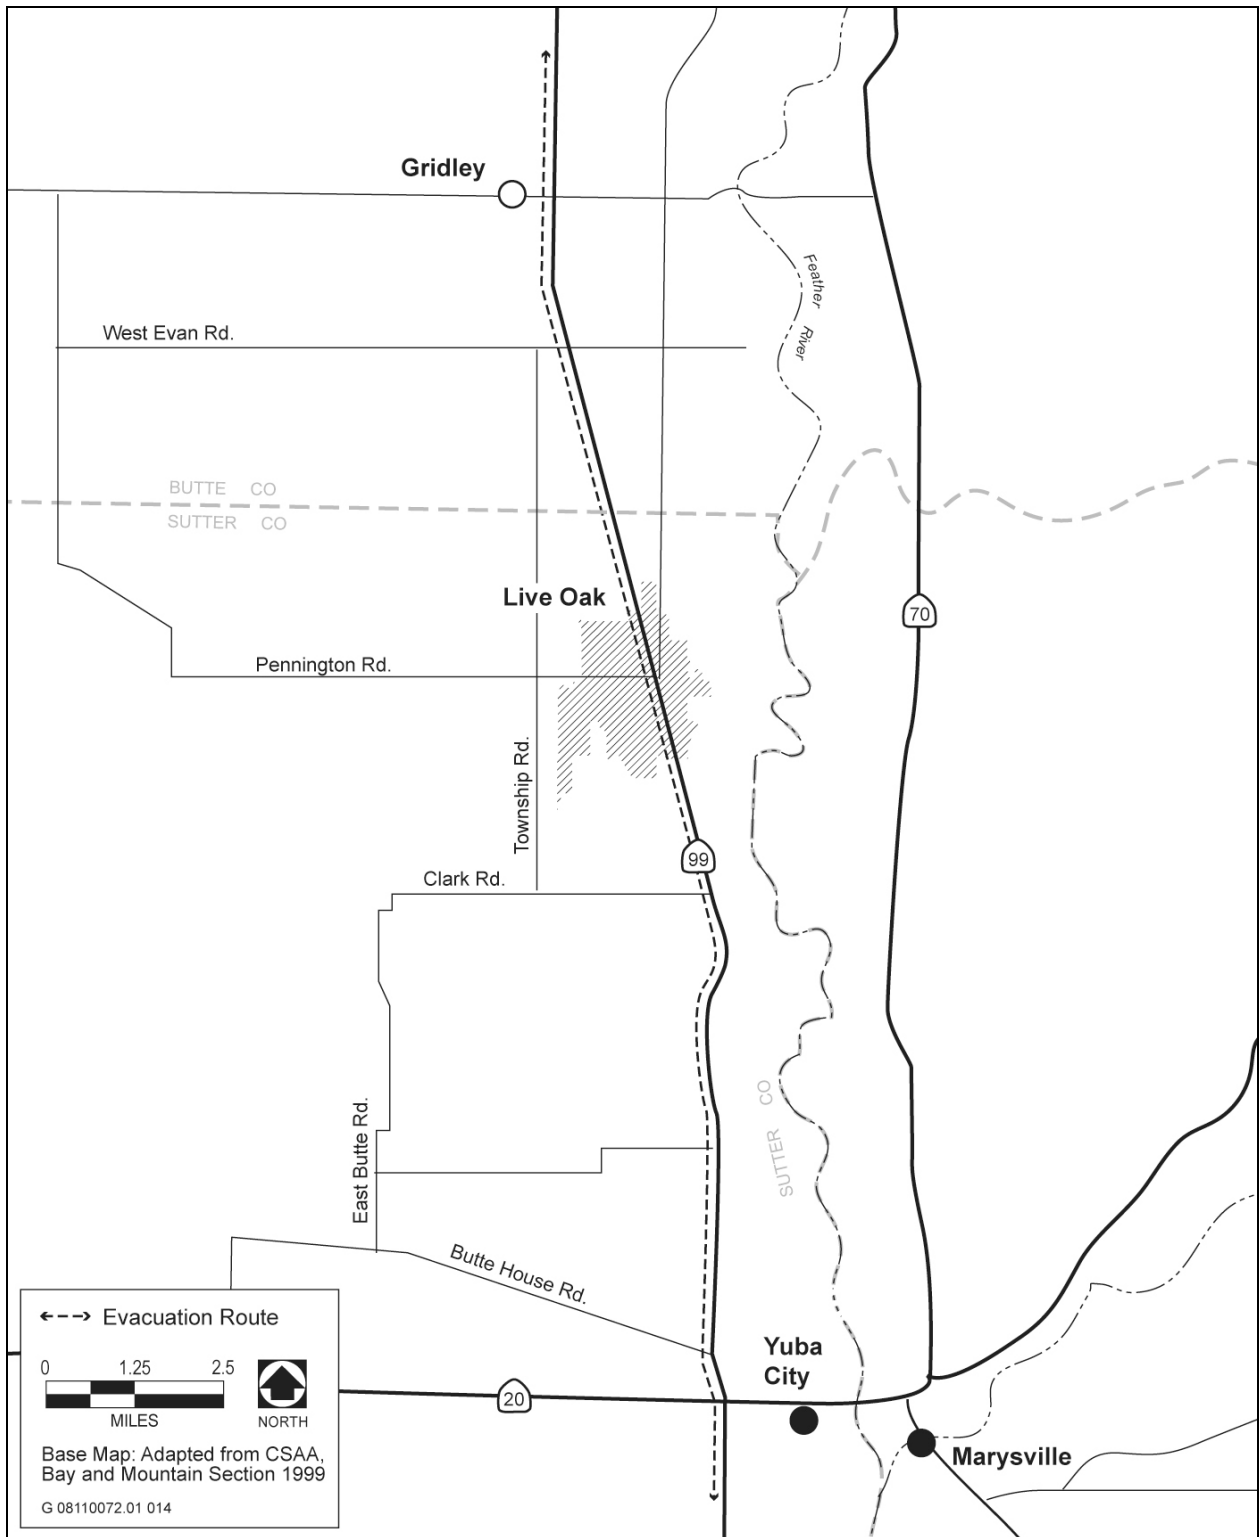 Gridley
Feather
River
West Evan Rd.
BUTTE CO
SUTTER CO
Live Oak
70
Pennington Rd.
Township Rd.
99
Clark Rd.
SUTTER CO
East Butte Rd.
Butte House Rd.
Evacuation Route
0 1.25 2.5
MILES
NORTH
Base Map: Adapted from CSAA,
Bay and Mountain Section 1999
G 08110072.01 014
20
Yuba
City
Marysville